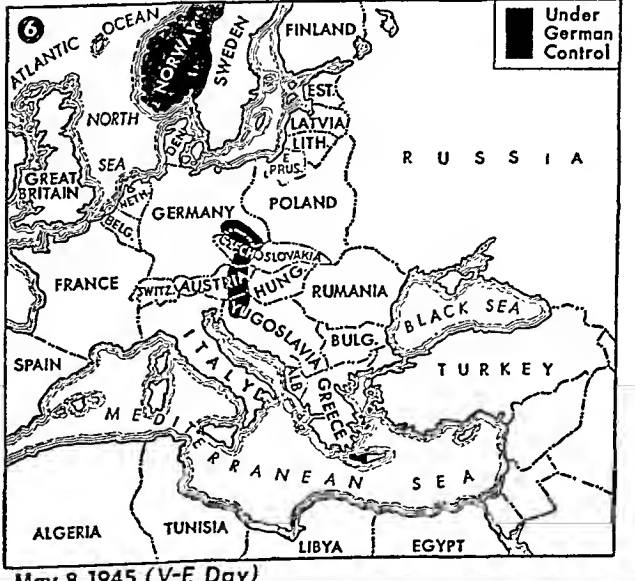 6
Under
German
Control
ATLANTIC OCEAN
NORWAY
SWEDEN
FINLAND
NORTH
SEA
EST.
LATVIA
LITH.
E
PRUS.
DEN.
RUSSIA
GREAT
BRITAIN
NETH.
BELG.
GERMANY
POLAND
CZECHOSLOVAKIA
FRANCE
SWITZ.
AUSTRIA
HUNG.
RUMANIA
BLACK SEA
YUGOSLAVIA
BULG.
SPAIN
ITALY
ALB.
GREECE
TURKEY
MEDITERRANEAN SEA
ALGERIA
TUNISIA
LIBYA
EGYPT
May 8, 1945 (V-E Day)